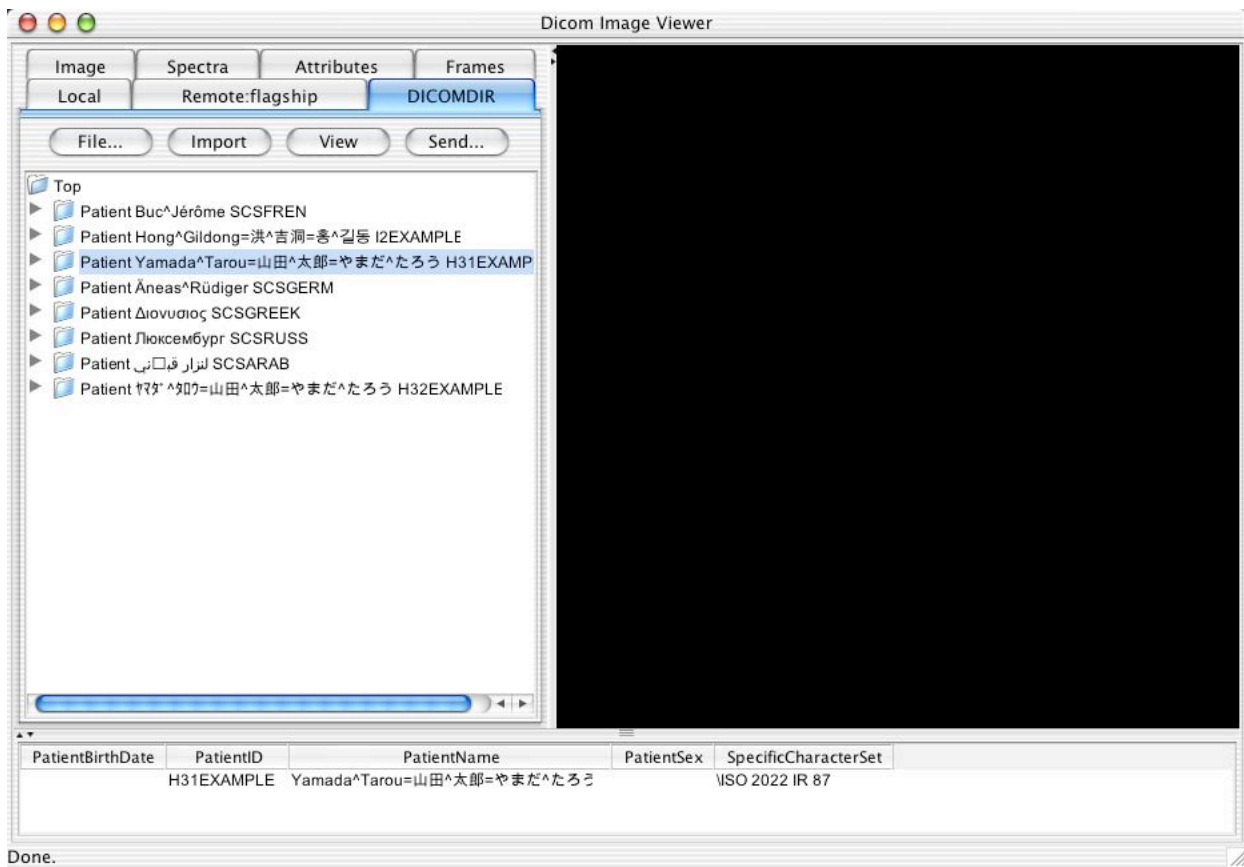 Dicom Image Viewer
Image Spectra Attributes Frames
Local Remote:flagship DICOMDIR
File... Import View Send...
Top
Patient Buc^Jérôme SCSFREN
Patient Hong^Gildong=洪^吉洞=홍^길동 I2EXAMPLE
Patient Yamada^Tarou=山田^太郎=やまだ^たろう H31EXAMP
Patient Äneas^Rüdiger SCSGERM
Patient Διονυσιος SCSGREEK
Patient Люксембург SCSRUSS
Patient لنزار قب□ني SCSARAB
Patient ﾔﾏﾀﾞ^ﾀﾛｳ=山田^太郎=やまだ^たろう H32EXAMPLE
PatientBirthDate PatientID PatientName PatientSex SpecificCharacterSet
H31EXAMPLE Yamada^Tarou=山田^太郎=やまだ^たろう \ISO 2022 IR 87
Done.